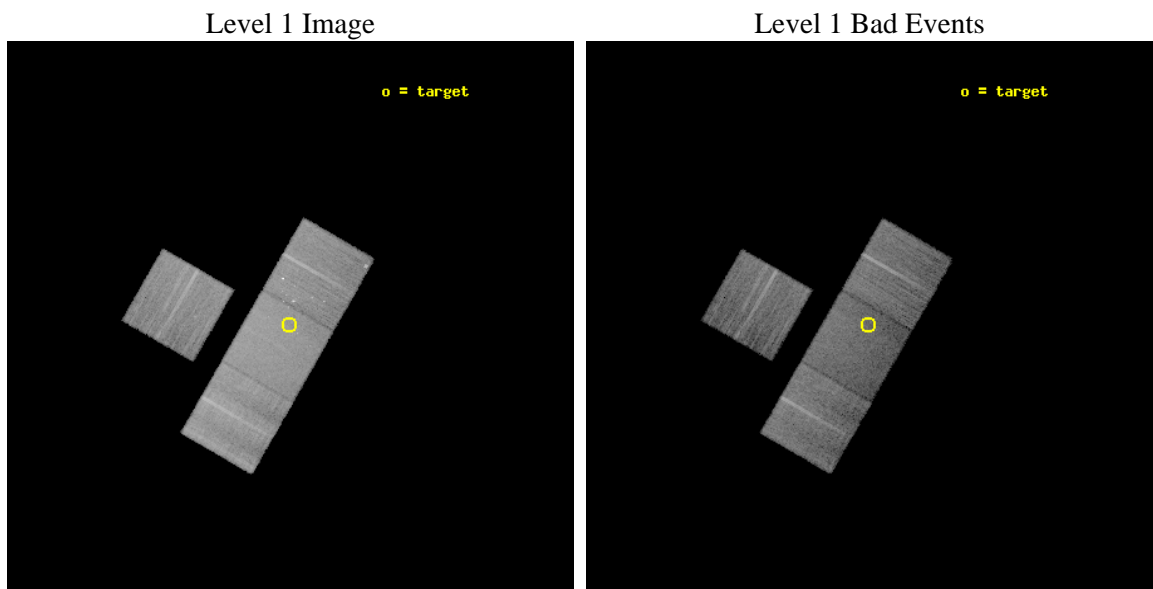 Level 1 Image
Level 1 Bad Events
o = target
o = target